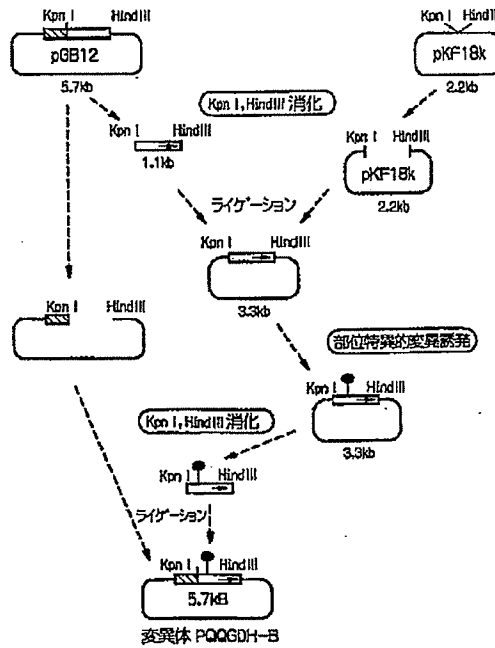 Kpn I HindIII
pGB12
5.7kb
Kpn I HindIII
pKF18k
2.2kb
Kpn I, HindIII 消化
Kpn I HindIII
1.1kb
Kpn I HindIII
pKF18k
2.2kb
ライゲーション
Kpn I HindIII
3.3kb
Kpn I HindIII
部位特異的変異誘発
Kpn I HindIII
3.3kb
Kpn I, HindIII 消化
Kpn I HindIII
ライゲーション
Kpn I HindIII
5.7kB
変異体 PQQGDH-B